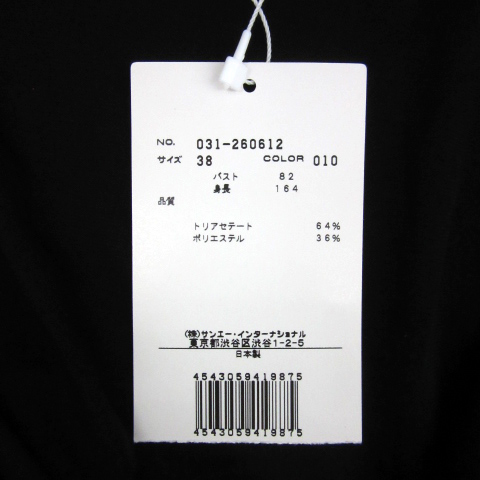 NO. 031-260612
サイズ 38 COLOR 010
バスト 82
身長 164
品質
トリアセテート 64%
ポリエステル 36%
(株)サンエー・インターナショナル
東京都渋谷区渋谷1-2-5
日本製
4543059419875
4543059419875